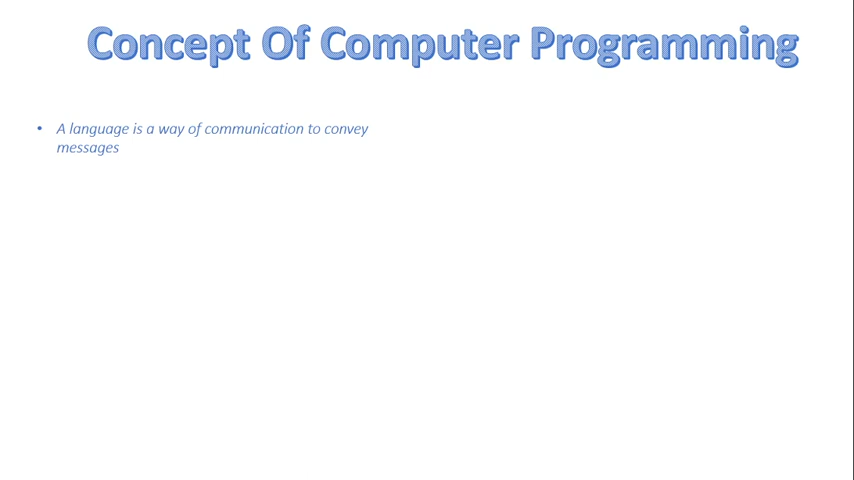 Concept Of Computer Programming
• A language is a way of communication to convey
messages